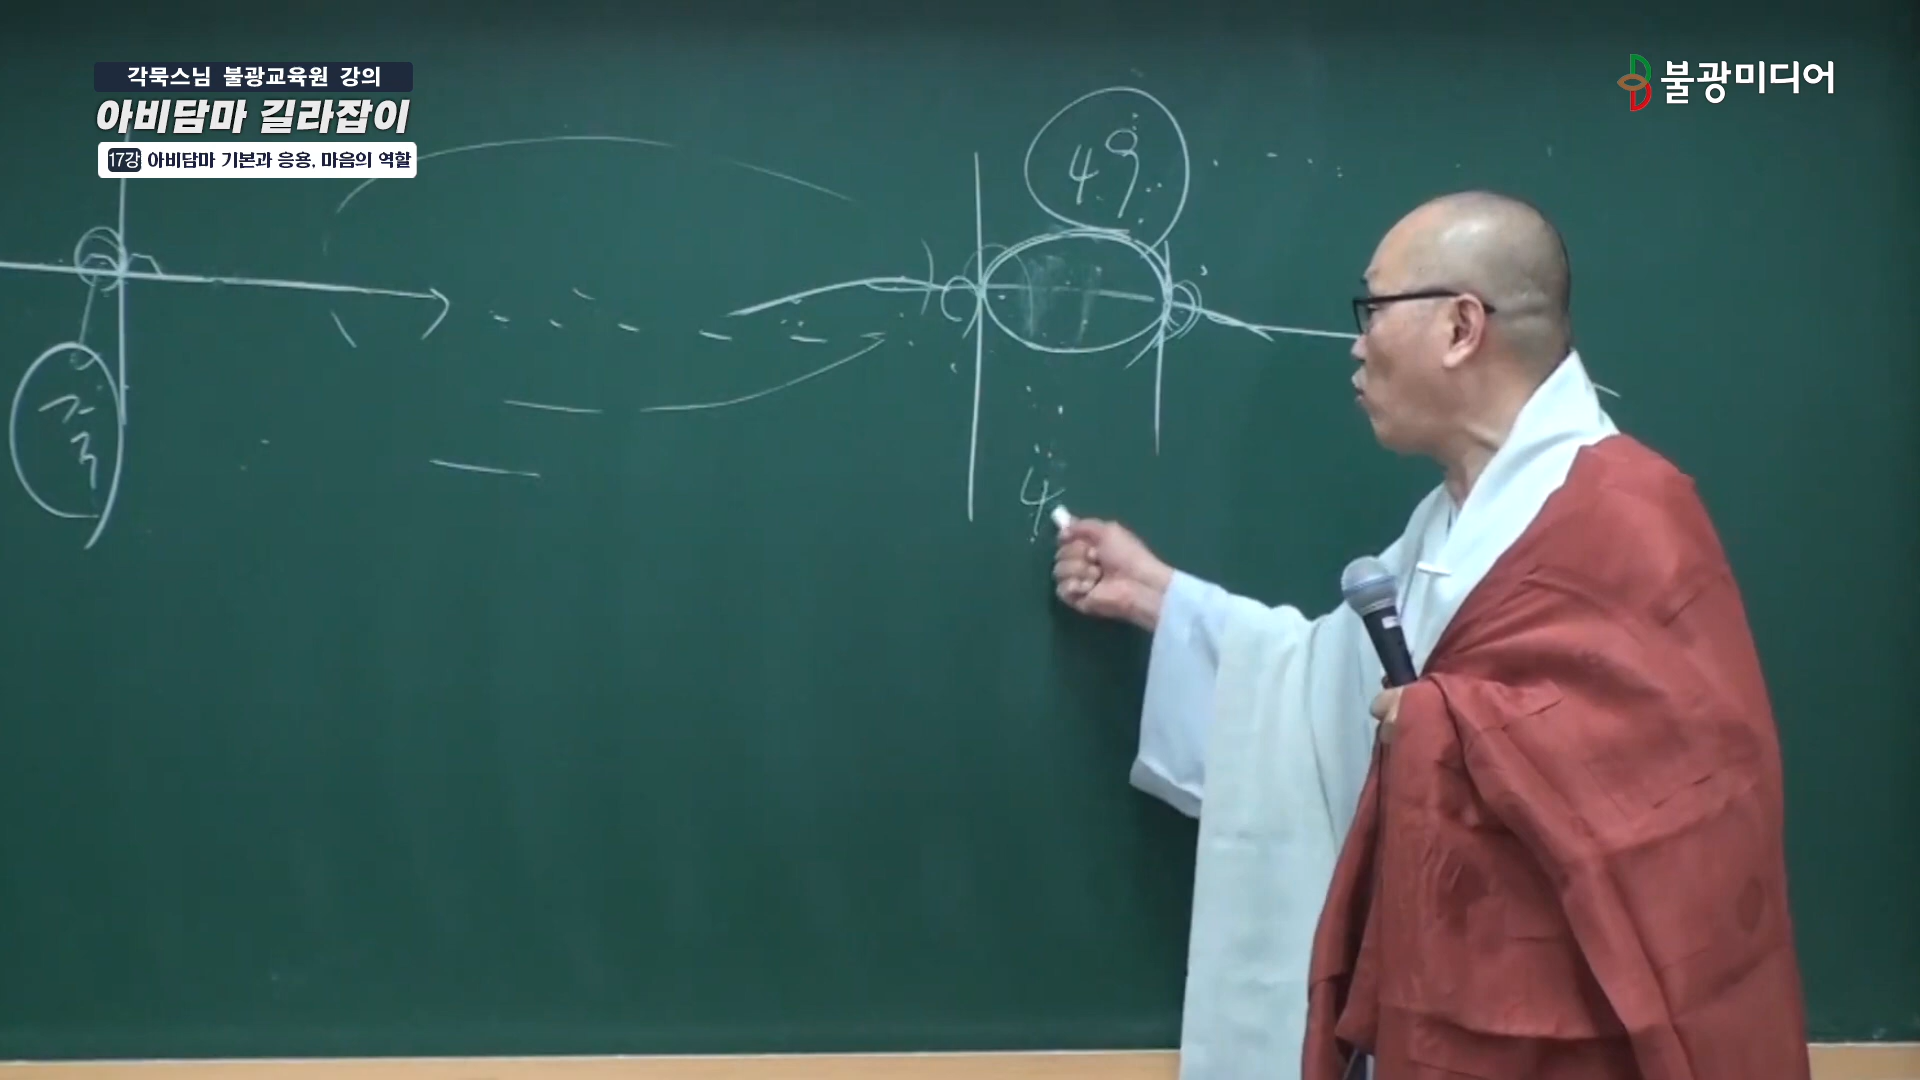 각묵스님 불광교육원 강의
아비담마 길라잡이
17강 아비담마 기본과 응용, 마음의 역할
불광미디어
49
죽
4